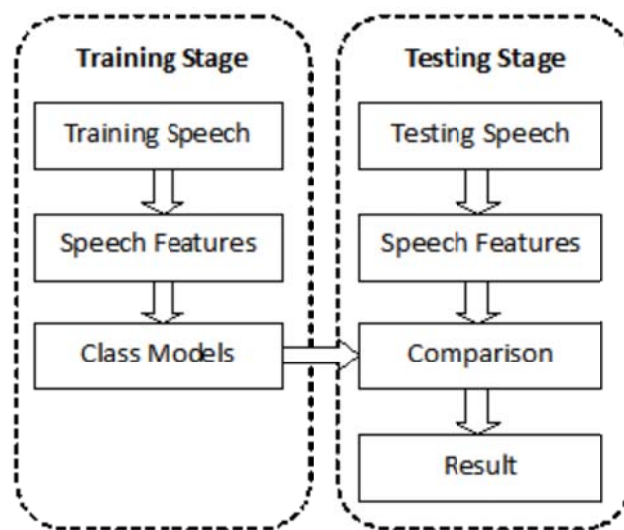 Training Stage
Training Speech
Speech Features
Class Models
Testing Stage
Testing Speech
Speech Features
Comparison
Result